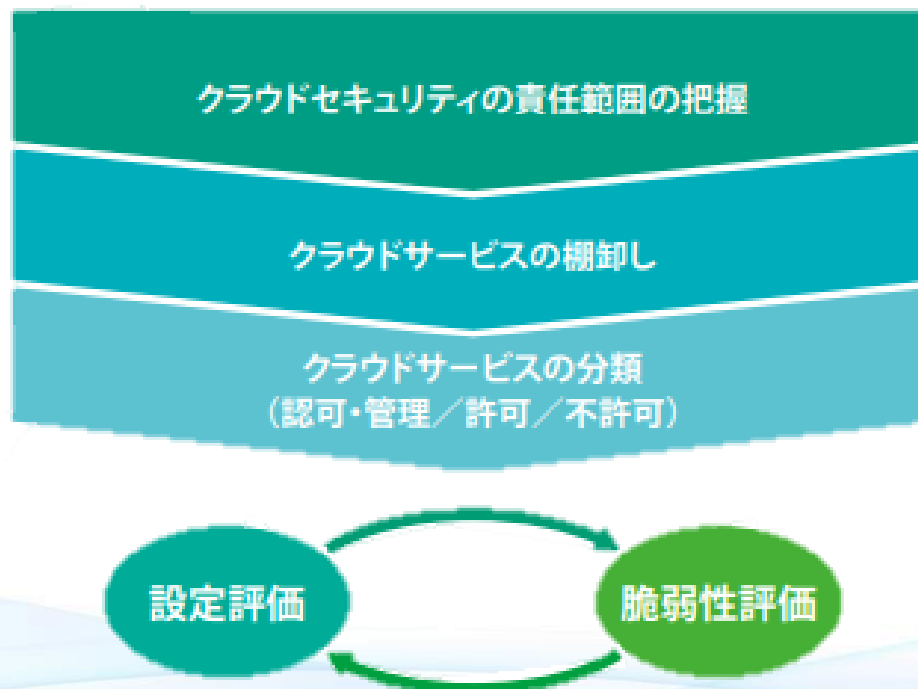 クラウドセキュリティの責任範囲の把握
クラウドサービスの棚卸し
クラウドサービスの分類
（認可・管理／許可／不許可）
設定評価
脆弱性評価